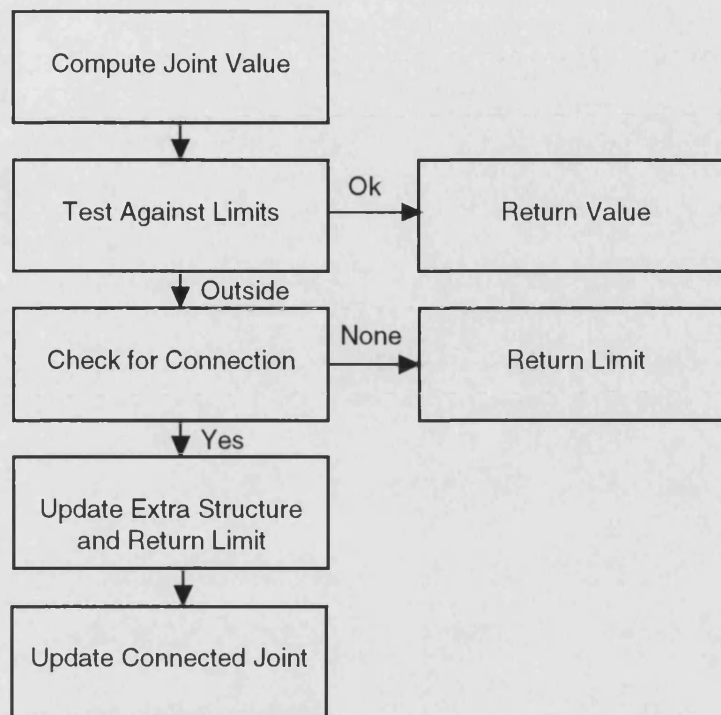 Compute Joint Value
Test Against Limits
Ok
Return Value
Outside
Check for Connection
None
Return Limit
Yes
Update Extra Structure
and Return Limit
Update Connected Joint